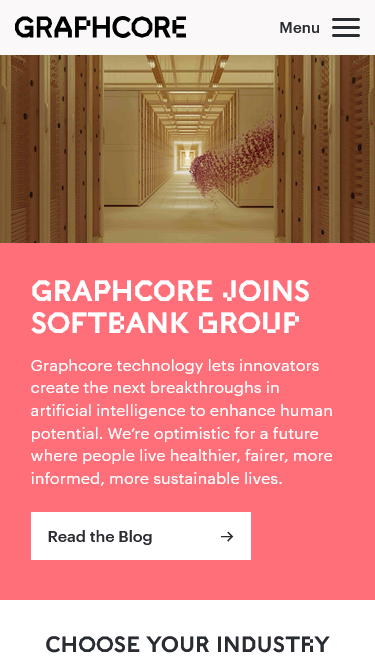 GRAPHCORE
Menu
GRAPHCORE JOINS
SOFTBANK GROUP
Graphcore technology lets innovators
create the next breakthroughs in
artificial intelligence to enhance human
potential. We’re optimistic for a future
where people live healthier, fairer, more
informed, more sustainable lives.
Read the Blog
CHOOSE YOUR INDUSTRY